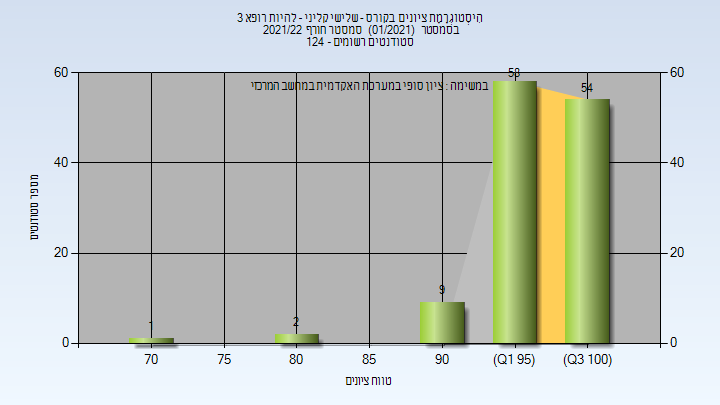 היסטוגרמת ציונים בקורס - שלישי קליני - להיות רופא 3
בסמסטר (01/2021) סמסטר חורף 2021/22
סטודנטים רשומים - 124
במשימה : ציון סופי במערכת האקדמית במחשב המרכזי
60
40
20
0
60
40
20
0
מספר סטודנטים
1
2
9
58
54
70
75
80
85
90
(Q1 95)
(Q3 100)
טווח ציונים